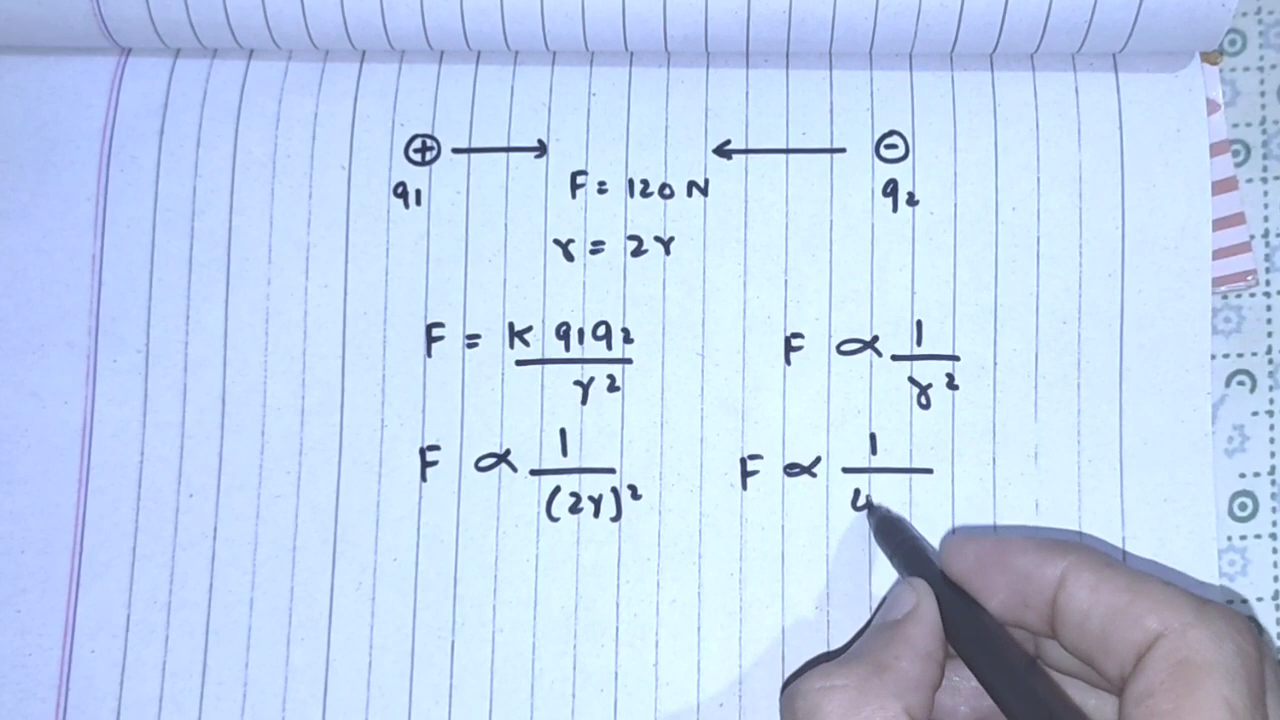 ⊕ → ← ⊖
q1 F = 120 N q2
r = 2r
F = K q1q2 / r² F ∝ 1 / r²
F ∝ 1 / (2r)² F ∝ 1 / 4